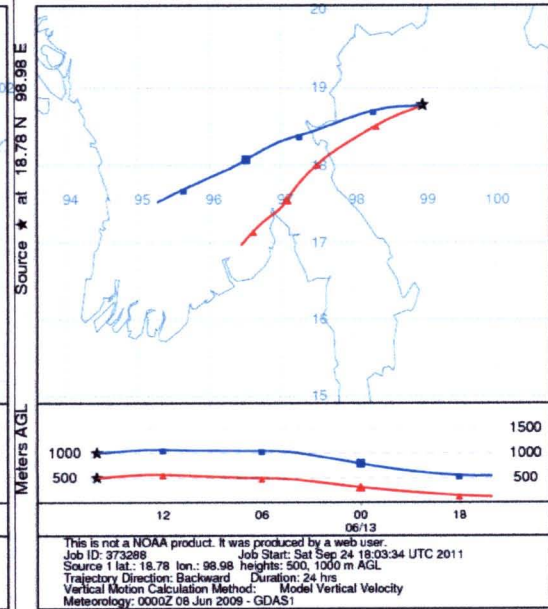 Source ★ at 18.78 N 98.98 E
20
19
18
94 95 96 97 98 99 100
17
16
15
Meters AGL
1500
1000 1000
500 500
12 06 00 18
06/13
This is not a NOAA product. It was produced by a web user.
Job ID: 373288 Job Start: Sat Sep 24 18:03:34 UTC 2011
Source 1 lat.: 18.78 lon.: 98.98 heights: 500, 1000 m AGL
Trajectory Direction: Backward Duration: 24 hrs
Vertical Motion Calculation Method: Model Vertical Velocity
Meteorology: 0000Z 08 Jun 2009 - GDAS1